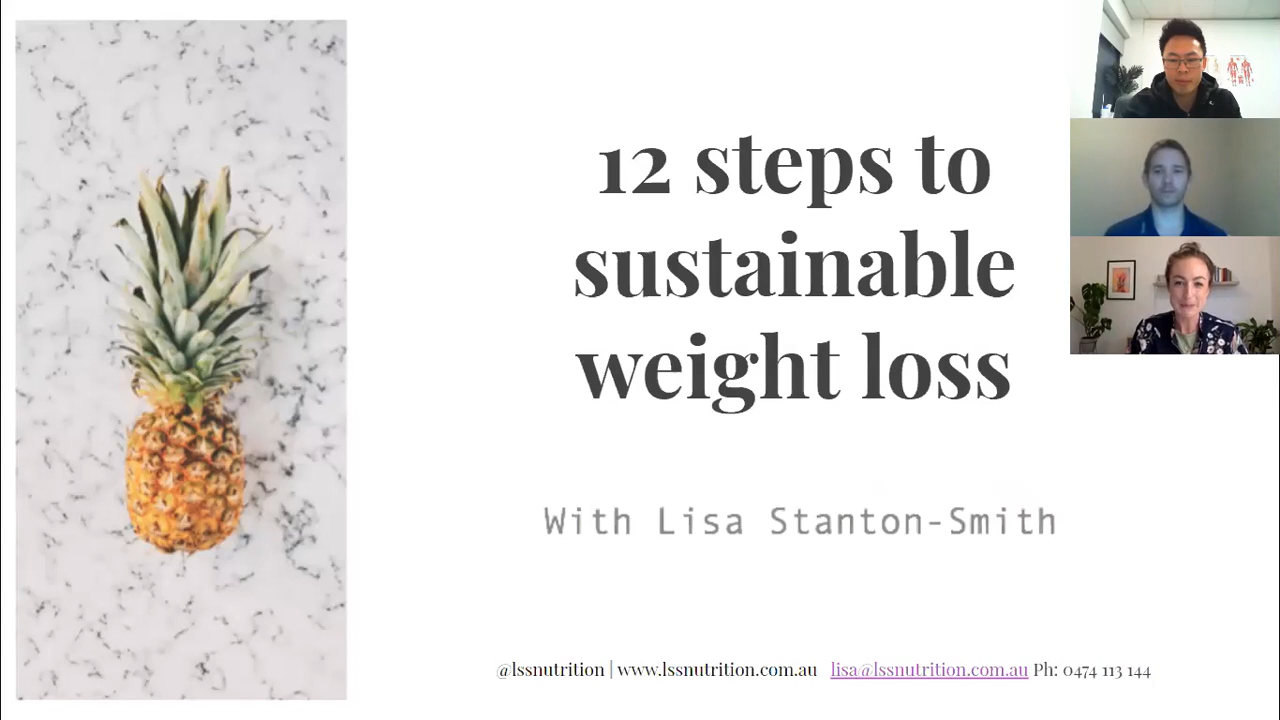 12 steps to
sustainable
weight loss
With Lisa Stanton-Smith
@lssnutrition | www.lssnutrition.com.au lisa@lssnutrition.com.au Ph: 0474 113 144